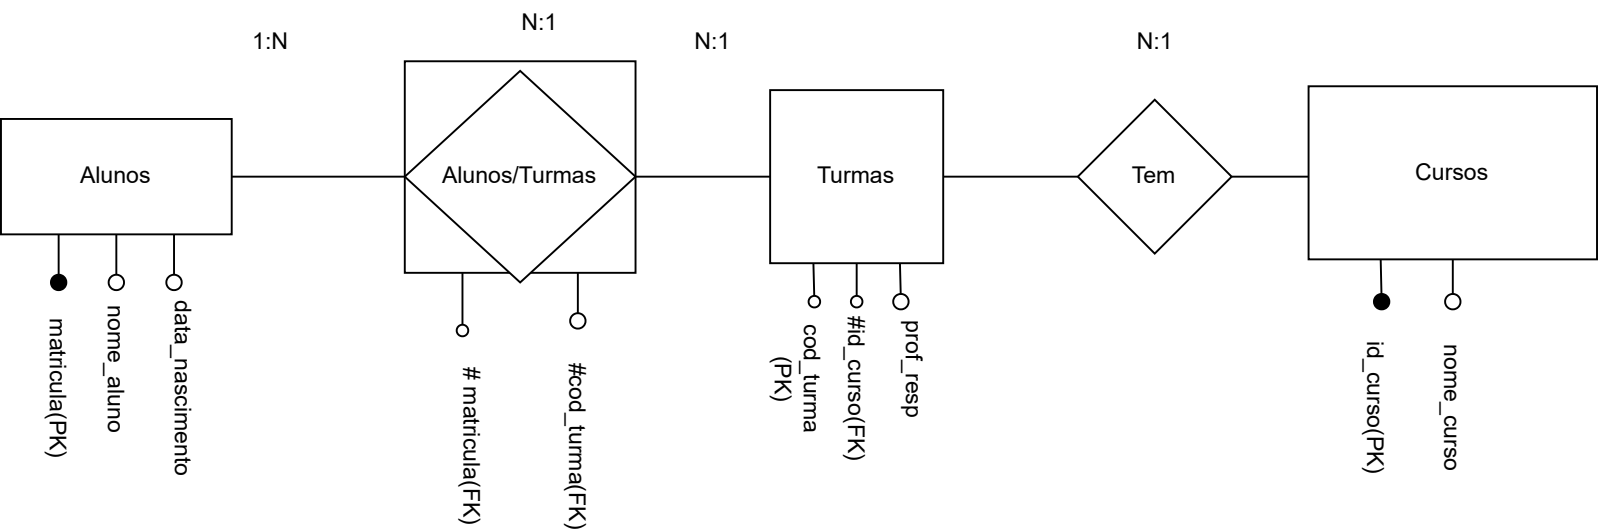 N:1
1:N
N:1
N:1
Alunos
Alunos/Turmas
Turmas
Tem
Cursos
matricula(PK)
nome_aluno
data_nascimento
# matricula(FK)
#cod_turma(FK)
cod_turma
(PK)
#id_curso(FK)
prof_resp
id_curso(PK)
nome_curso